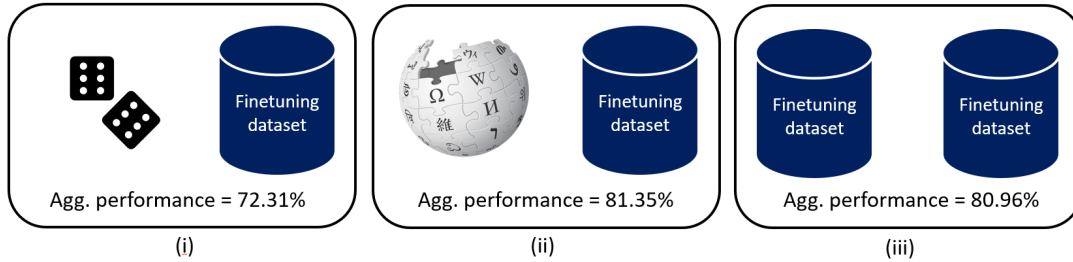 Finetuning
dataset
Agg. performance = 72.31%
(i)
Ω
W
И
維
Finetuning
dataset
Agg. performance = 81.35%
(ii)
Finetuning
dataset
Finetuning
dataset
Agg. performance = 80.96%
(iii)